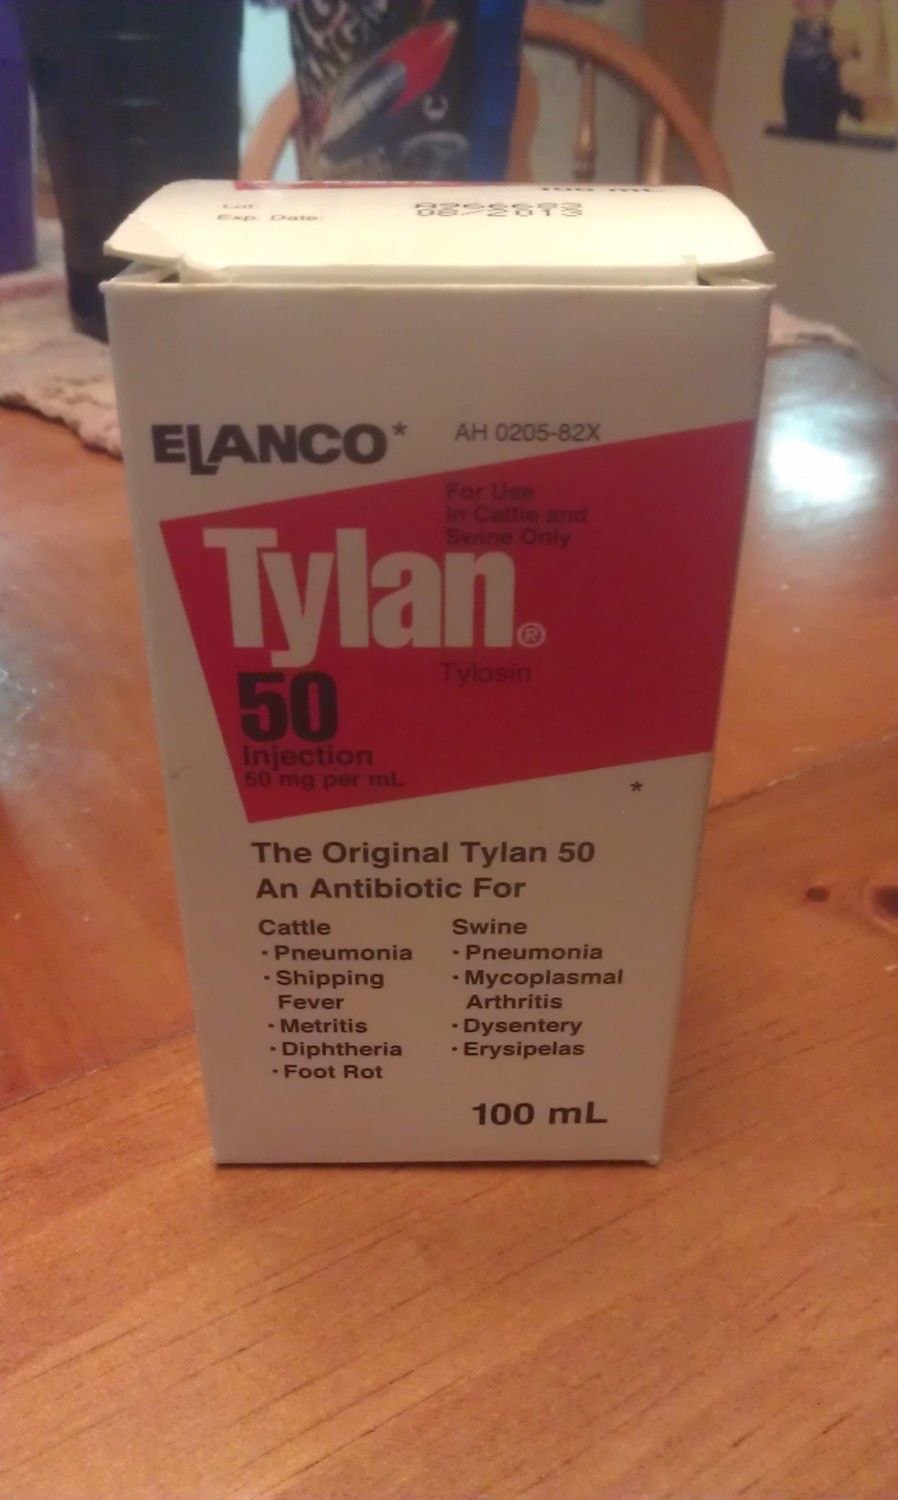 100 mL
Lot:
Exp. Date: 08/2013
ELANCO* AH 0205-82X
For Use
In Cattle and
Swine Only
Tylan®
Tylosin
50
Injection
50 mg per mL
*
The Original Tylan 50
An Antibiotic For
Cattle
· Pneumonia
· Shipping
Fever
· Metritis
· Diphtheria
· Foot Rot
Swine
· Pneumonia
· Mycoplasmal
Arthritis
· Dysentery
· Erysipelas
100 mL